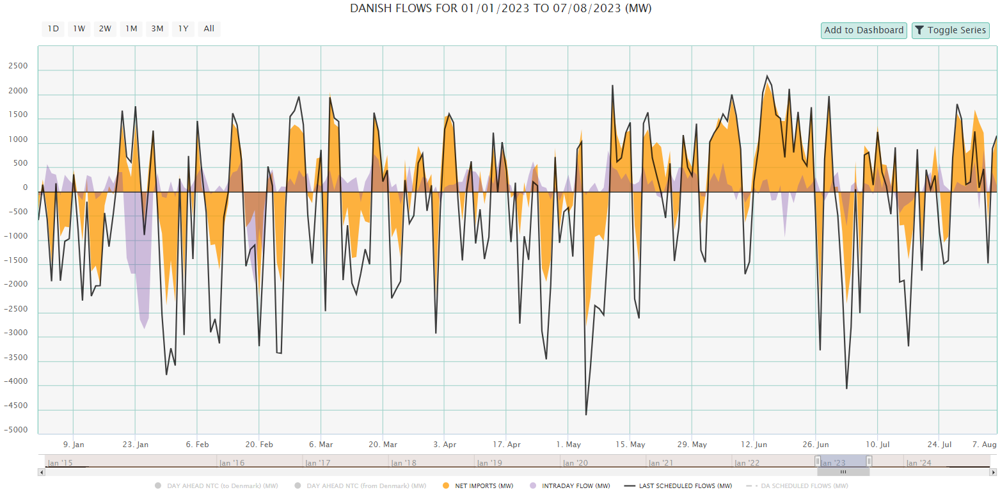 DANISH FLOWS FOR 01/01/2023 TO 07/08/2023 (MW)
1D 1W 2W 1M 3M 1Y All
Add to Dashboard Toggle Series
2500
2000
1500
1000
500
0
-500
-1000
-1500
-2000
-2500
-3000
-3500
-4000
-4500
-5000
9. Jan 23. Jan 6. Feb 20. Feb 6. Mar 20. Mar 3. Apr 17. Apr 1. May 15. May 29. May 12. Jun 26. Jun 10. Jul 24. Jul 7. Aug
Jan '15 Jan '16 Jan '17 Jan '18 Jan '19 Jan '20 Jan '21 Jan '22 Jan '23 Jan '24
DAY AHEAD NTC (to Denmark) (MW) DAY AHEAD NTC (from Denmark) (MW) NET IMPORTS (MW) INTRADAY FLOW (MW) LAST SCHEDULED FLOWS (MW) DA SCHEDULED FLOWS (MW)